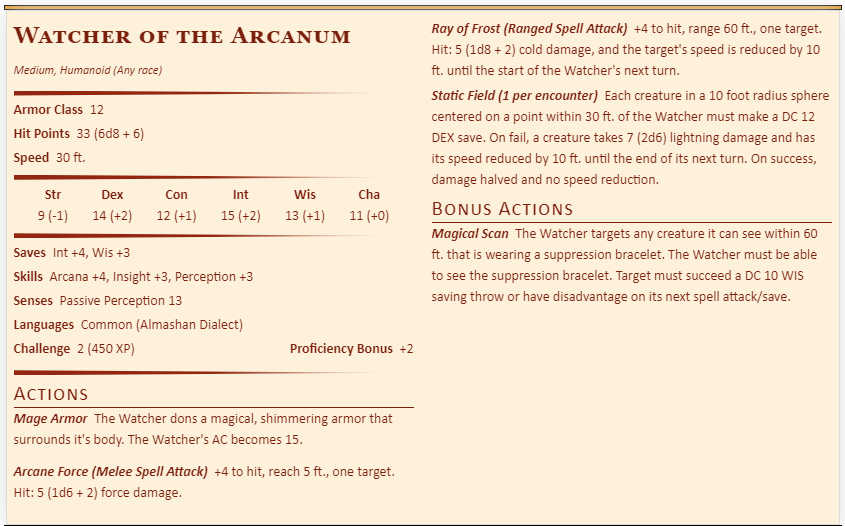 Watcher of the Arcanum
Medium, Humanoid (Any race)
Armor Class 12
Hit Points 33 (6d8 + 6)
Speed 30 ft.
Str Dex Con Int Wis Cha
9 (-1) 14 (+2) 12 (+1) 15 (+2) 13 (+1) 11 (+0)
Saves Int +4, Wis +3
Skills Arcana +4, Insight +3, Perception +3
Senses Passive Perception 13
Languages Common (Almashan Dialect)
Challenge 2 (450 XP) Proficiency Bonus +2
Actions
Mage Armor The Watcher dons a magical, shimmering armor that
surrounds it's body. The Watcher's AC becomes 15.
Arcane Force (Melee Spell Attack) +4 to hit, reach 5 ft., one target.
Hit: 5 (1d6 + 2) force damage.
Ray of Frost (Ranged Spell Attack) +4 to hit, range 60 ft., one target.
Hit: 5 (1d8 + 2) cold damage, and the target's speed is reduced by 10
ft. until the start of the Watcher's next turn.
Static Field (1 per encounter) Each creature in a 10 foot radius sphere
centered on a point within 30 ft. of the Watcher must make a DC 12
DEX save. On fail, a creature takes 7 (2d6) lightning damage and has
its speed reduced by 10 ft. until the end of its next turn. On success,
damage halved and no speed reduction.
Bonus Actions
Magical Scan The Watcher targets any creature it can see within 60
ft. that is wearing a suppression bracelet. The Watcher must be able
to see the suppression bracelet. Target must succeed a DC 10 WIS
saving throw or have disadvantage on its next spell attack/save.